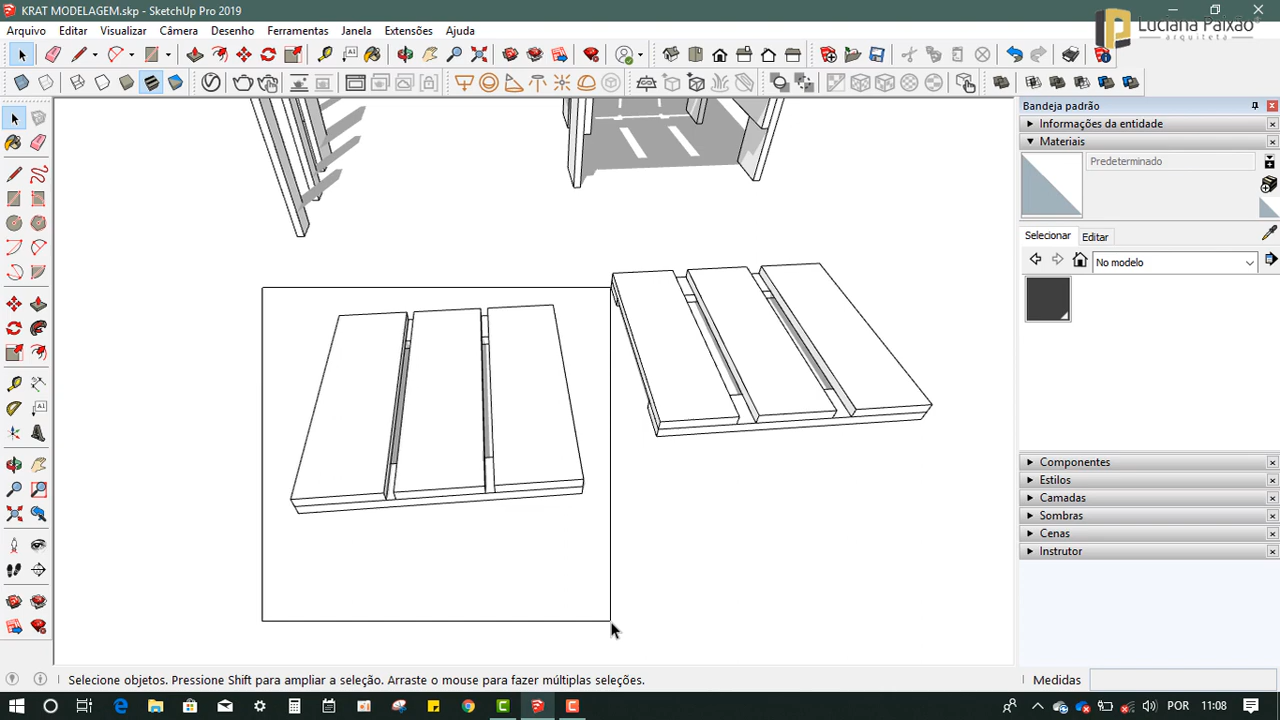 KRAT MODELAGEM.skp - SketchUp Pro 2019
Luciana Paixão
arquiteta
Arquivo Editar Visualizar Câmera Desenho Ferramentas Janela Extensões Ajuda
Bandeja padrão
Informações da entidade
Materiais
Predeterminado
Selecionar Editar
No modelo
Componentes
Estilos
Camadas
Sombras
Cenas
Instrutor
Selecione objetos. Pressione Shift para ampliar a seleção. Arraste o mouse para fazer múltiplas seleções.
Medidas
POR 11:08